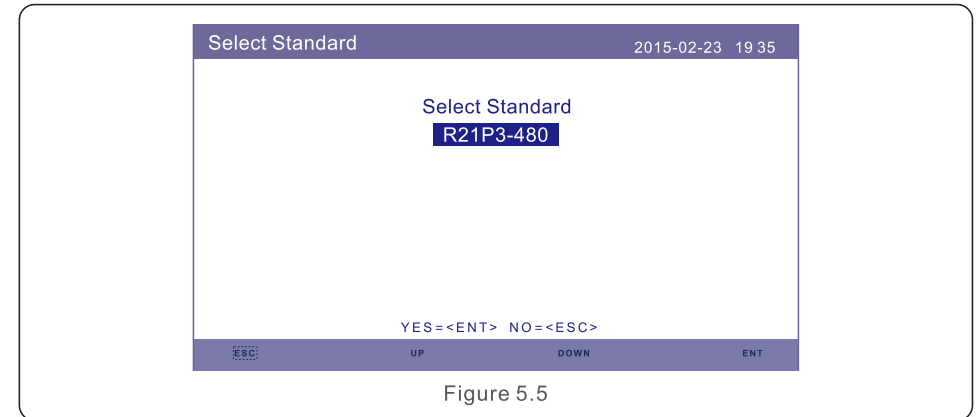 Select Standard 2015-02-23 19 35
Select Standard
R21P3-480
YES=<ENT> NO=<ESC>
ESC UP DOWN ENT
Figure 5.5